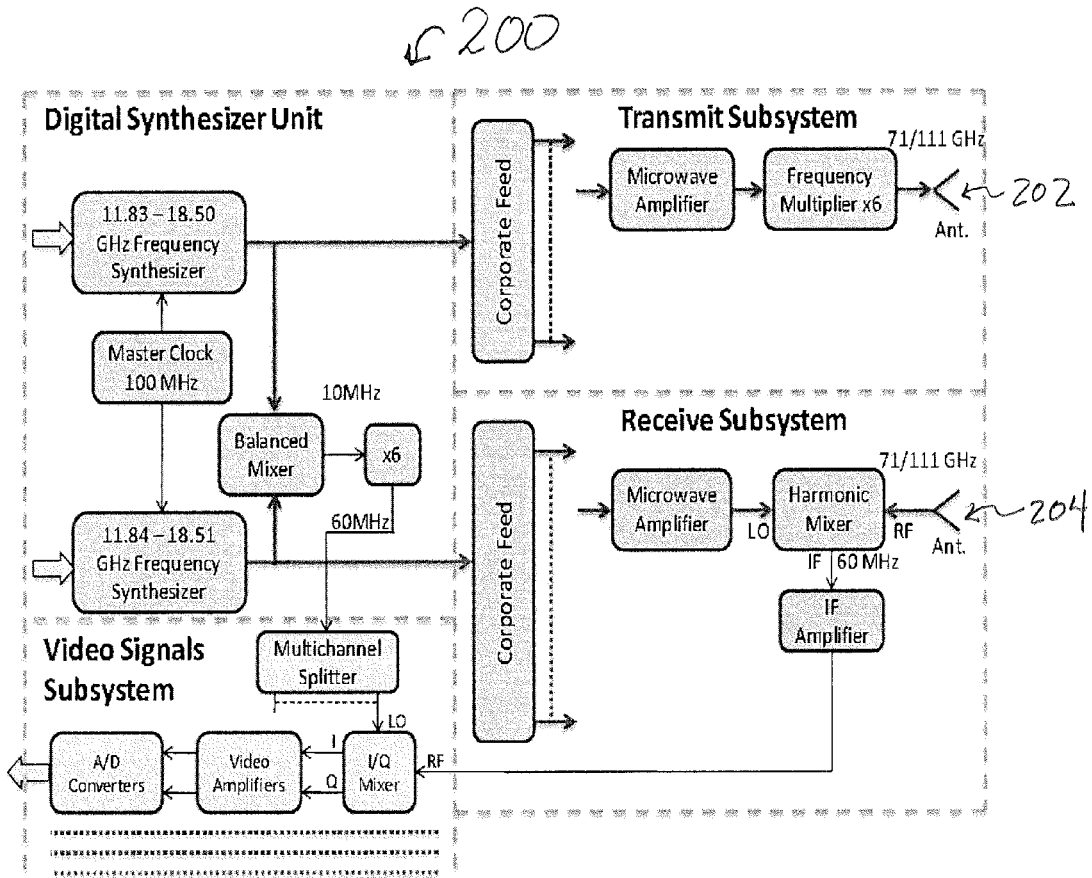 200
Digital Synthesizer Unit
11.83 – 18.50
GHz Frequency
Synthesizer
Master Clock
100 MHz
10MHz
Balanced
Mixer
x6
60MHz
11.84 – 18.51
GHz Frequency
Synthesizer
Corporate Feed
Transmit Subsystem
71/111 GHz
Microwave
Amplifier
Frequency
Multiplier x6
202
Ant.
Corporate Feed
Receive Subsystem
71/111 GHz
Microwave
Amplifier
LO
Harmonic
Mixer
RF
204
Ant.
IF 60 MHz
IF
Amplifier
Video Signals
Subsystem
Multichannel
Splitter
LO
A/D
Converters
Video
Amplifiers
I
Q
I/Q
Mixer
RF